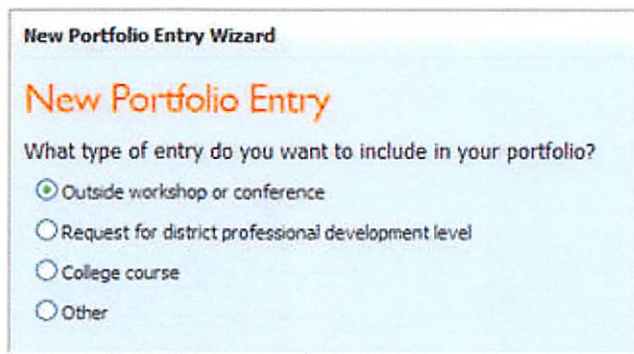 New Portfolio Entry Wizard
New Portfolio Entry
What type of entry do you want to include in your portfolio?
Outside workshop or conference
Request for district professional development level
College course
Other